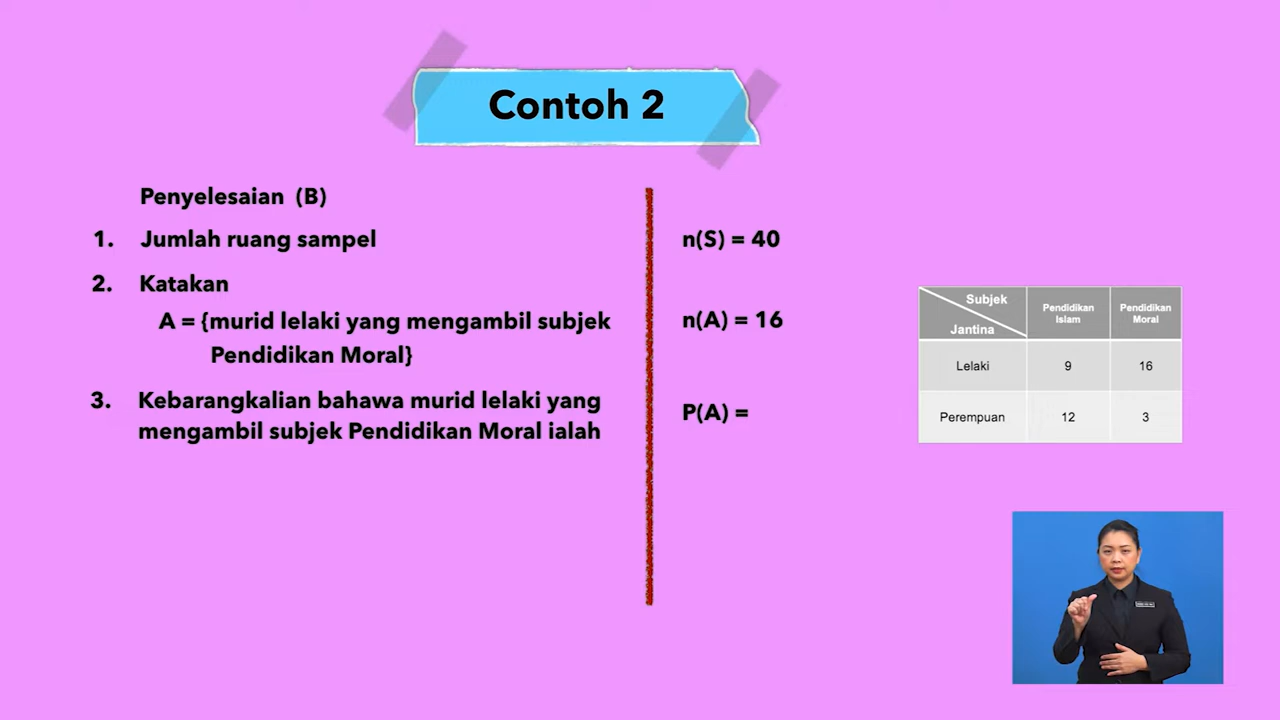 Contoh 2
Penyelesaian (B)
1. Jumlah ruang sampel
n(S) = 40
2. Katakan
A = {murid lelaki yang mengambil subjek
Pendidikan Moral}
n(A) = 16
3. Kebarangkalian bahawa murid lelaki yang
mengambil subjek Pendidikan Moral ialah
P(A) =
Subjek
Jantina
Pendidikan
Islam
Pendidikan
Moral
Lelaki 9 16
Perempuan 12 3